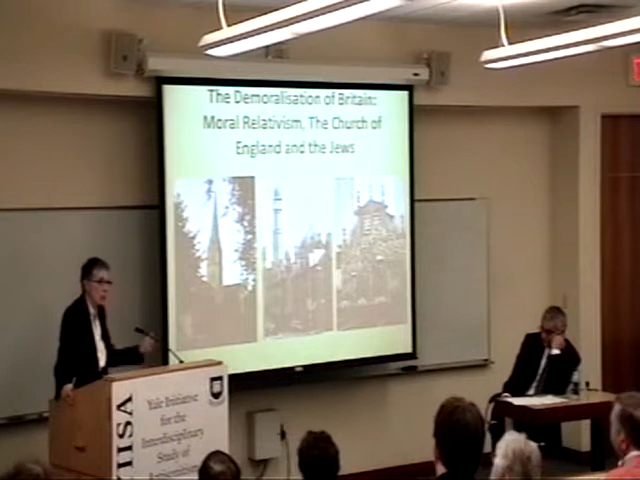 The Demoralisation of Britain:
Moral Relativism, The Church of
England and the Jews
YIISA
Yale Initiative
for the
Interdisciplinary
Study of
Antisemitism